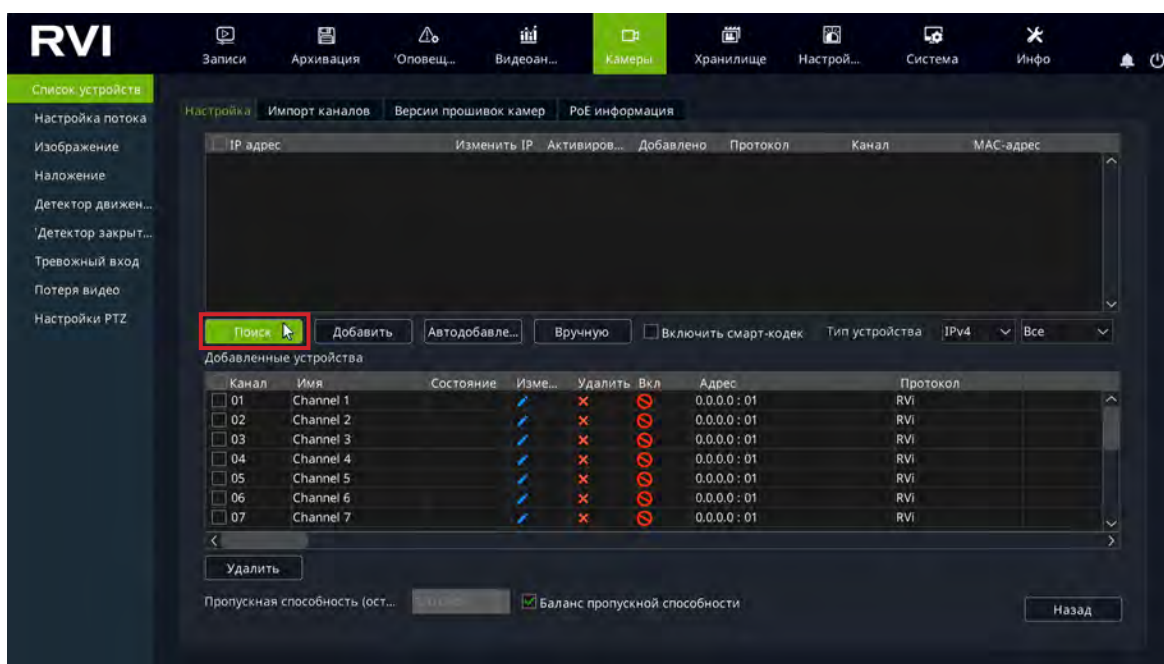 RVI
Записи Архивация 'Оповещ... Видеоан... Камеры Хранилище Настрой... Система Инфо
Список устройств
Настройка потока
Изображение
Наложение
Детектор движен...
'Детектор закрыт...
Тревожный вход
Потеря видео
Настройки PTZ
Настройка Импорт каналов Версии прошивок камер PoE информация
IP адрес Изменить IP Активиров... Добавлено Протокол Канал МАС-адрес
Поиск Добавить Автодобавле... Вручную Включить смарт-кодек Тип устройства IPv4 Все
Добавленные устройства
Канал Имя Состояние Изме... Удалить Вкл Адрес Протокол
01 Channel 1 0.0.0.0 : 01 RVi
02 Channel 2 0.0.0.0 : 01 RVi
03 Channel 3 0.0.0.0 : 01 RVi
04 Channel 4 0.0.0.0 : 01 RVi
05 Channel 5 0.0.0.0 : 01 RVi
06 Channel 6 0.0.0.0 : 01 RVi
07 Channel 7 0.0.0.0 : 01 RVi
Удалить
Пропускная способность (ост... Баланс пропускной способности
Назад